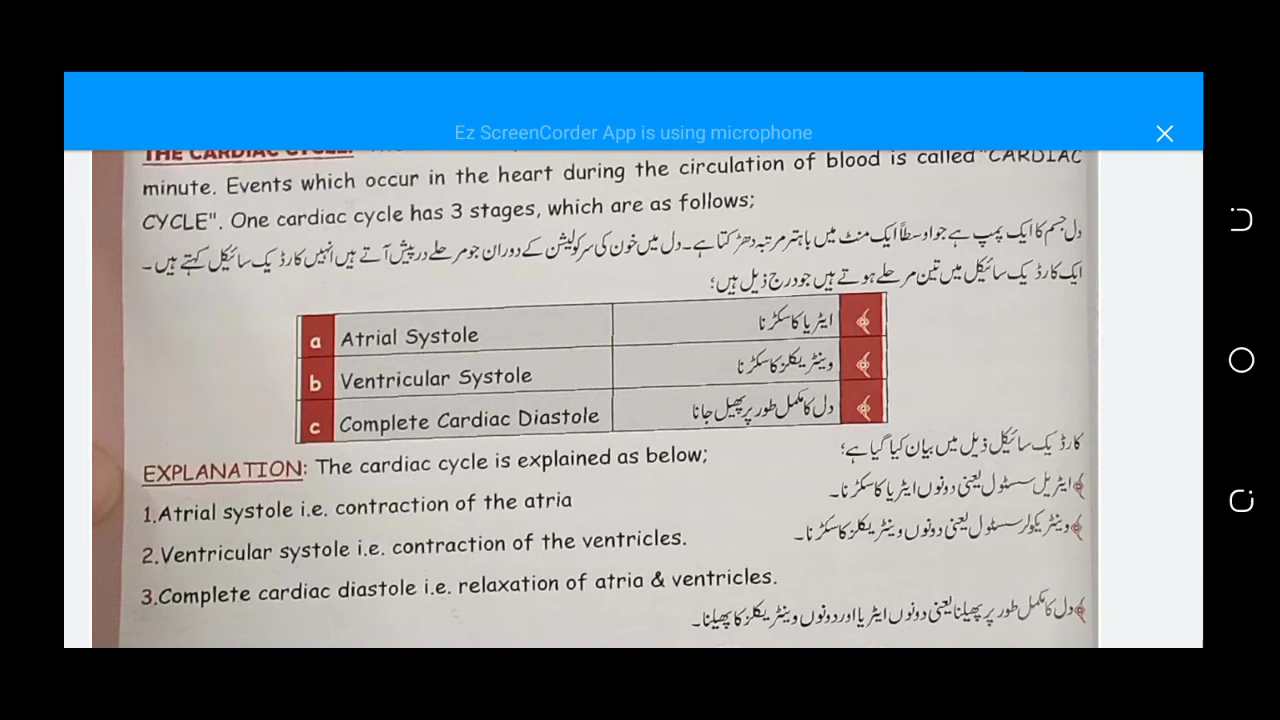 Ez ScreenCorder App is using microphone
THE CARDIAC CYCLE:
minute. Events which occur in the heart during the circulation of blood is called "CARDIAC
CYCLE". One cardiac cycle has 3 stages, which are as follows;
دل جسم کا ایک پمپ ہے جو اوسطاً ایک منٹ میں باہتر مرتبہ دھڑکتا ہے۔ دل میں خون کی سرکولیشن کے دوران جو مرحلے درپیش آتے ہیں انہیں کارڈیک سائیکل کہتے ہیں۔
ایک کارڈیک سائیکل میں تین مرحلے ہوتے ہیں جو درج ذیل ہیں؛
a Atrial Systole ایٹریا کا سکڑنا
b Ventricular Systole وینٹریکلز کا سکڑنا
c Complete Cardiac Diastole دل کا مکمل طور پر پھیل جانا
EXPLANATION: The cardiac cycle is explained as below;
کارڈیک سائیکل ذیل میں بیان کیا گیا ہے؛
1.Atrial systole i.e. contraction of the atria
ایٹریل سسٹول یعنی دونوں ایٹریا کا سکڑنا۔
2.Ventricular systole i.e. contraction of the ventricles.
وینٹریکولر سسٹول یعنی دونوں وینٹریکلز کا سکڑنا۔
3.Complete cardiac diastole i.e. relaxation of atria & ventricles.
دل کا مکمل طور پر پھیلنا یعنی دونوں ایٹریا اور دونوں وینٹریکلز کا پھیلنا۔